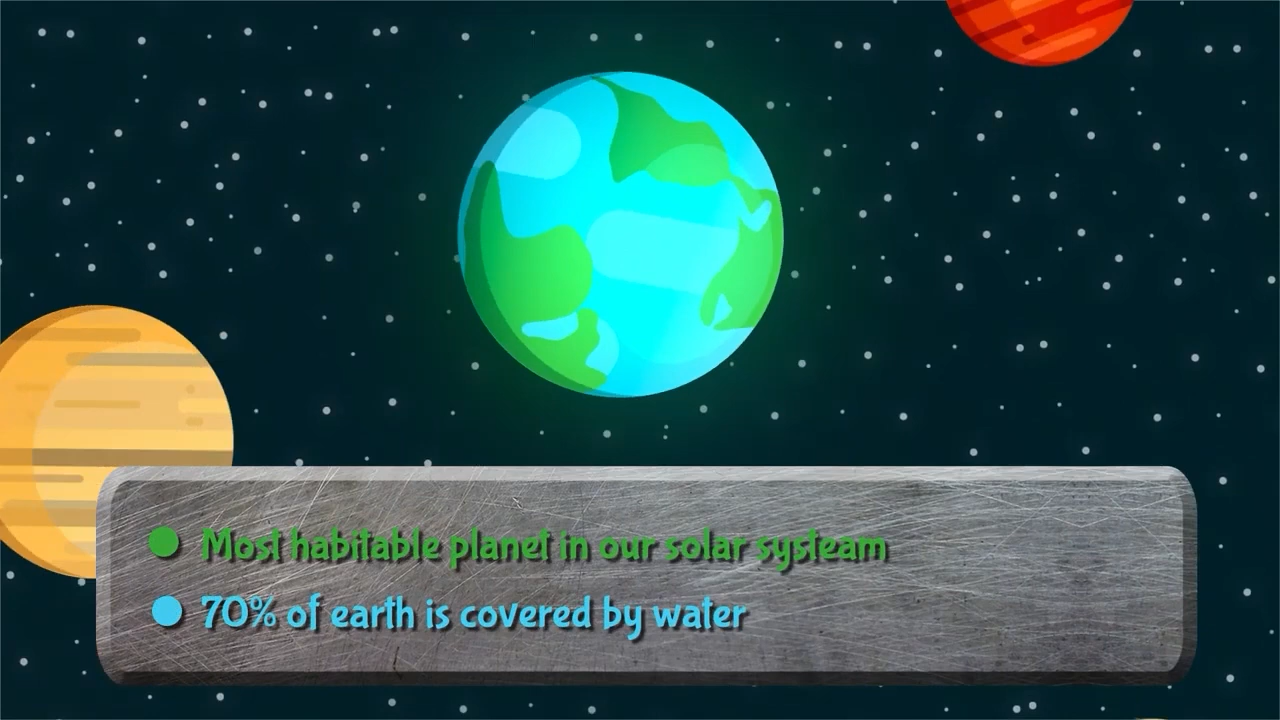 Most habitable planet in our solar systeam
70% of earth is covered by water